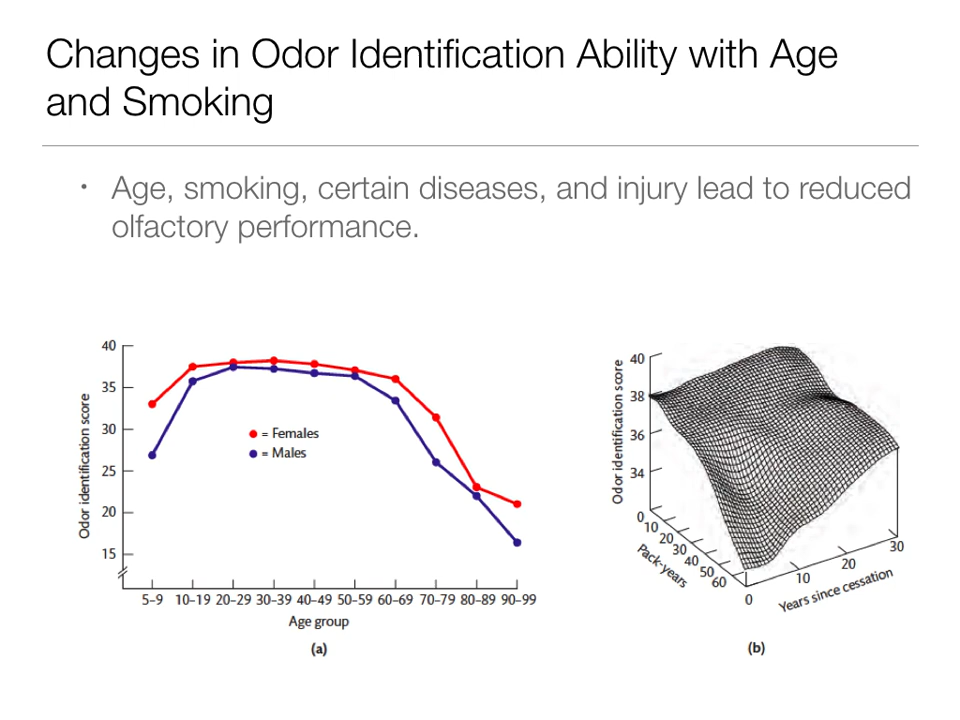 Changes in Odor Identification Ability with Age
and Smoking
• Age, smoking, certain diseases, and injury lead to reduced
olfactory performance.
Odor identification score
40
35
30
25
20
15
= Females
= Males
5–9 10–19 20–29 30–39 40–49 50–59 60–69 70–79 80–89 90–99
Age group
(a)
Odor identification score
40
38
36
34
0
10
20
30
40
50
60
Pack-years
0
10
20
30
Years since cessation
(b)